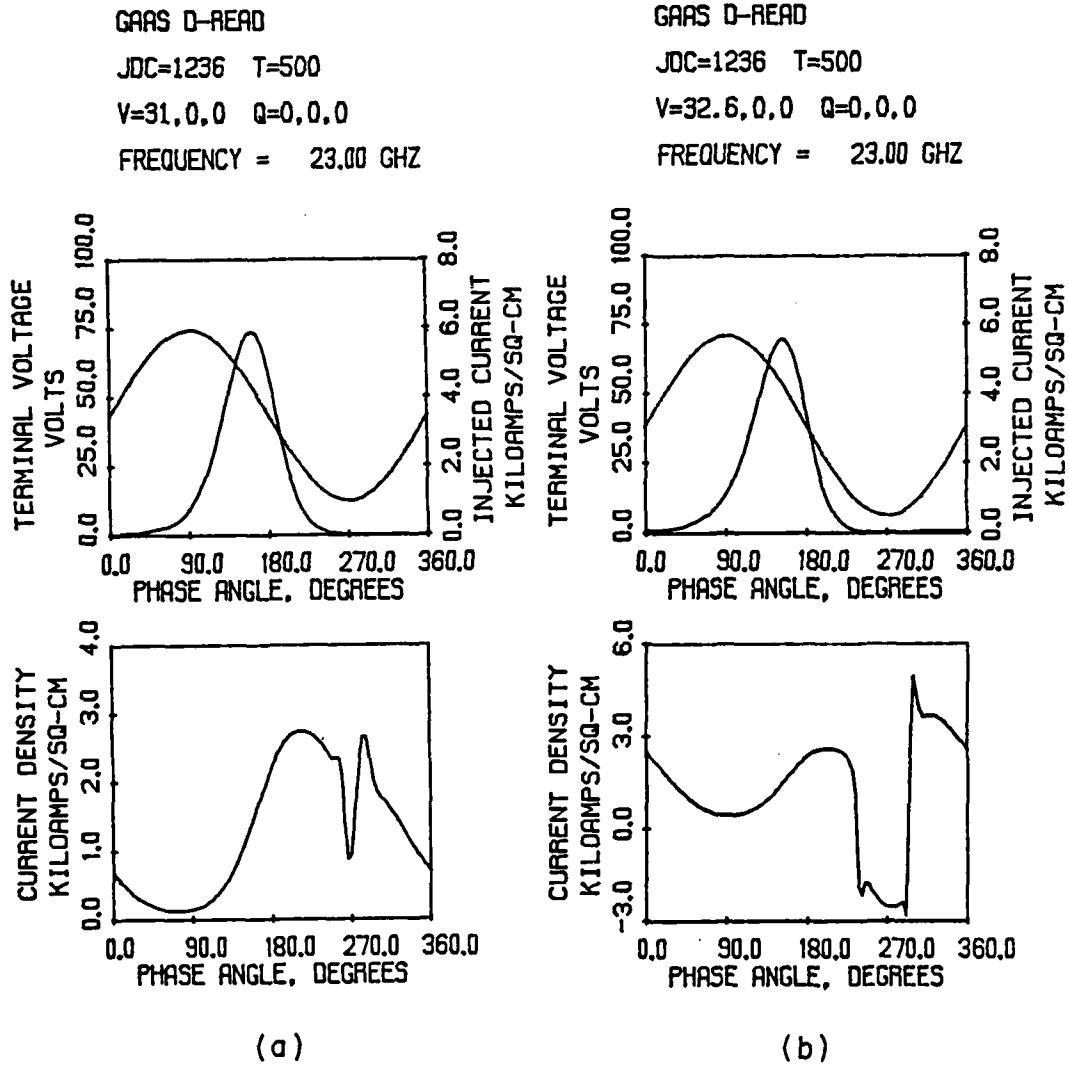 GAAS D-READ
JDC=1236 T=500
V=31,0,0 Q=0,0,0
FREQUENCY = 23.00 GHZ
TERMINAL VOLTAGE
VOLTS
0.0 25.0 50.0 75.0 100.0
INJECTED CURRENT
KILOAMPS/SQ-CM
0.0 2.0 4.0 6.0 8.0
0.0 90.0 180.0 270.0 360.0
PHASE ANGLE, DEGREES
CURRENT DENSITY
KILOAMPS/SQ-CM
0.0 1.0 2.0 3.0 4.0
0.0 90.0 180.0 270.0 360.0
PHASE ANGLE, DEGREES
(a)
GAAS D-READ
JDC=1236 T=500
V=32.6,0,0 Q=0,0,0
FREQUENCY = 23.00 GHZ
TERMINAL VOLTAGE
VOLTS
0.0 25.0 50.0 75.0 100.0
INJECTED CURRENT
KILOAMPS/SQ-CM
0.0 2.0 4.0 6.0 8.0
0.0 90.0 180.0 270.0 360.0
PHASE ANGLE, DEGREES
CURRENT DENSITY
KILOAMPS/SQ-CM
-3.0 0.0 3.0 6.0
0.0 90.0 180.0 270.0 360.0
PHASE ANGLE, DEGREES
(b)